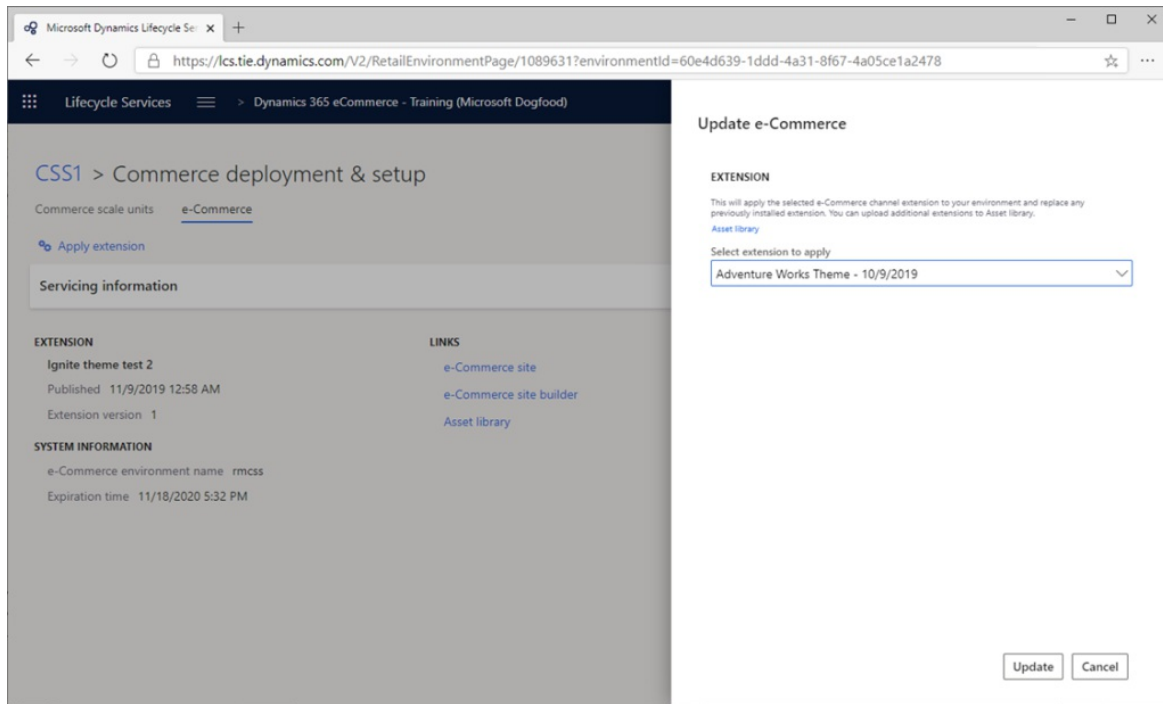 Microsoft Dynamics Lifecycle Se
https://lcs.tie.dynamics.com/V2/RetailEnvironmentPage/1089631?environmentId=60e4d639-1ddd-4a31-8f67-4a05ce1a2478
Lifecycle Services > Dynamics 365 eCommerce - Training (Microsoft Dogfood)
CSS1 > Commerce deployment & setup
Commerce scale units e-Commerce
Apply extension
Servicing information
EXTENSION
Ignite theme test 2
Published 11/9/2019 12:58 AM
Extension version 1
SYSTEM INFORMATION
e-Commerce environment name rmcss
Expiration time 11/18/2020 5:32 PM
LINKS
e-Commerce site
e-Commerce site builder
Asset library
Update e-Commerce
EXTENSION
This will apply the selected e-Commerce channel extension to your environment and replace any
previously installed extension. You can upload additional extensions to Asset library.
Asset library
Select extension to apply
Adventure Works Theme - 10/9/2019
Update Cancel